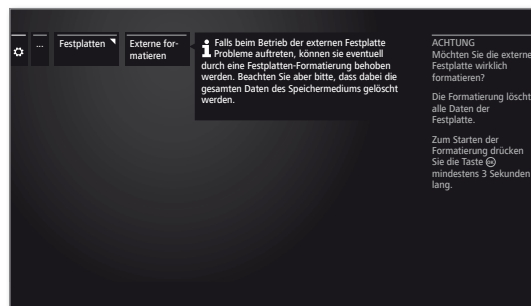 ...
Festplatten
Externe for-
matieren
Falls beim Betrieb der externen Festplatte
Probleme auftreten, können sie eventuell
durch eine Festplatten-Formatierung behoben
werden. Beachten Sie aber bitte, dass dabei die
gesamten Daten des Speichermediums gelöscht
werden.
ACHTUNG
Möchten Sie die externe
Festplatte wirklich
formatieren?
Die Formatierung löscht
alle Daten der
Festplatte.
Zum Starten der
Formatierung drücken
Sie die Taste OK
mindestens 3 Sekunden
lang.